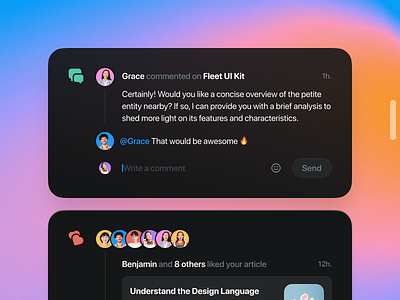 Grace commented on Fleet UI Kit 1h.
Certainly! Would you like a concise overview of the petite
entity nearby? If so, I can provide you with a brief analysis to
shed more light on its features and characteristics.
@Grace That would be awesome 🔥
Write a comment Send
Benjamin and 8 others liked your article 12h.
Understand the Design Language